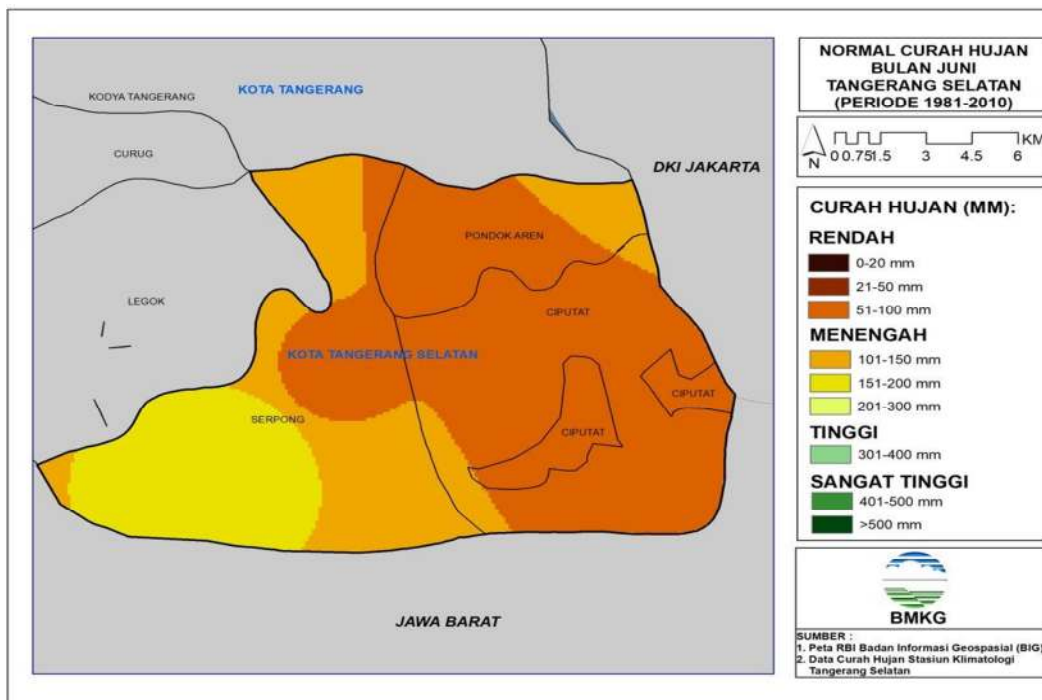 NORMAL CURAH HUJAN
BULAN JUNI
TANGERANG SELATAN
(PERIODE 1981-2010)
N
KM
0 0.75 1.5 3 4.5 6
KODYA TANGERANG
KOTA TANGERANG
CURUG
DKI JAKARTA
PONDOK AREN
LEGOK
CIPUTAT
KOTA TANGERANG SELATAN
CIPUTAT
SERPONG
CIPUTAT
JAWA BARAT
CURAH HUJAN (MM):
RENDAH
0-20 mm
21-50 mm
51-100 mm
MENENGAH
101-150 mm
151-200 mm
201-300 mm
TINGGI
301-400 mm
SANGAT TINGGI
401-500 mm
>500 mm
BMKG
SUMBER :
1. Peta RBI Badan Informasi Geospasial (BIG)
2. Data Curah Hujan Stasiun Klimatologi
Tangerang Selatan